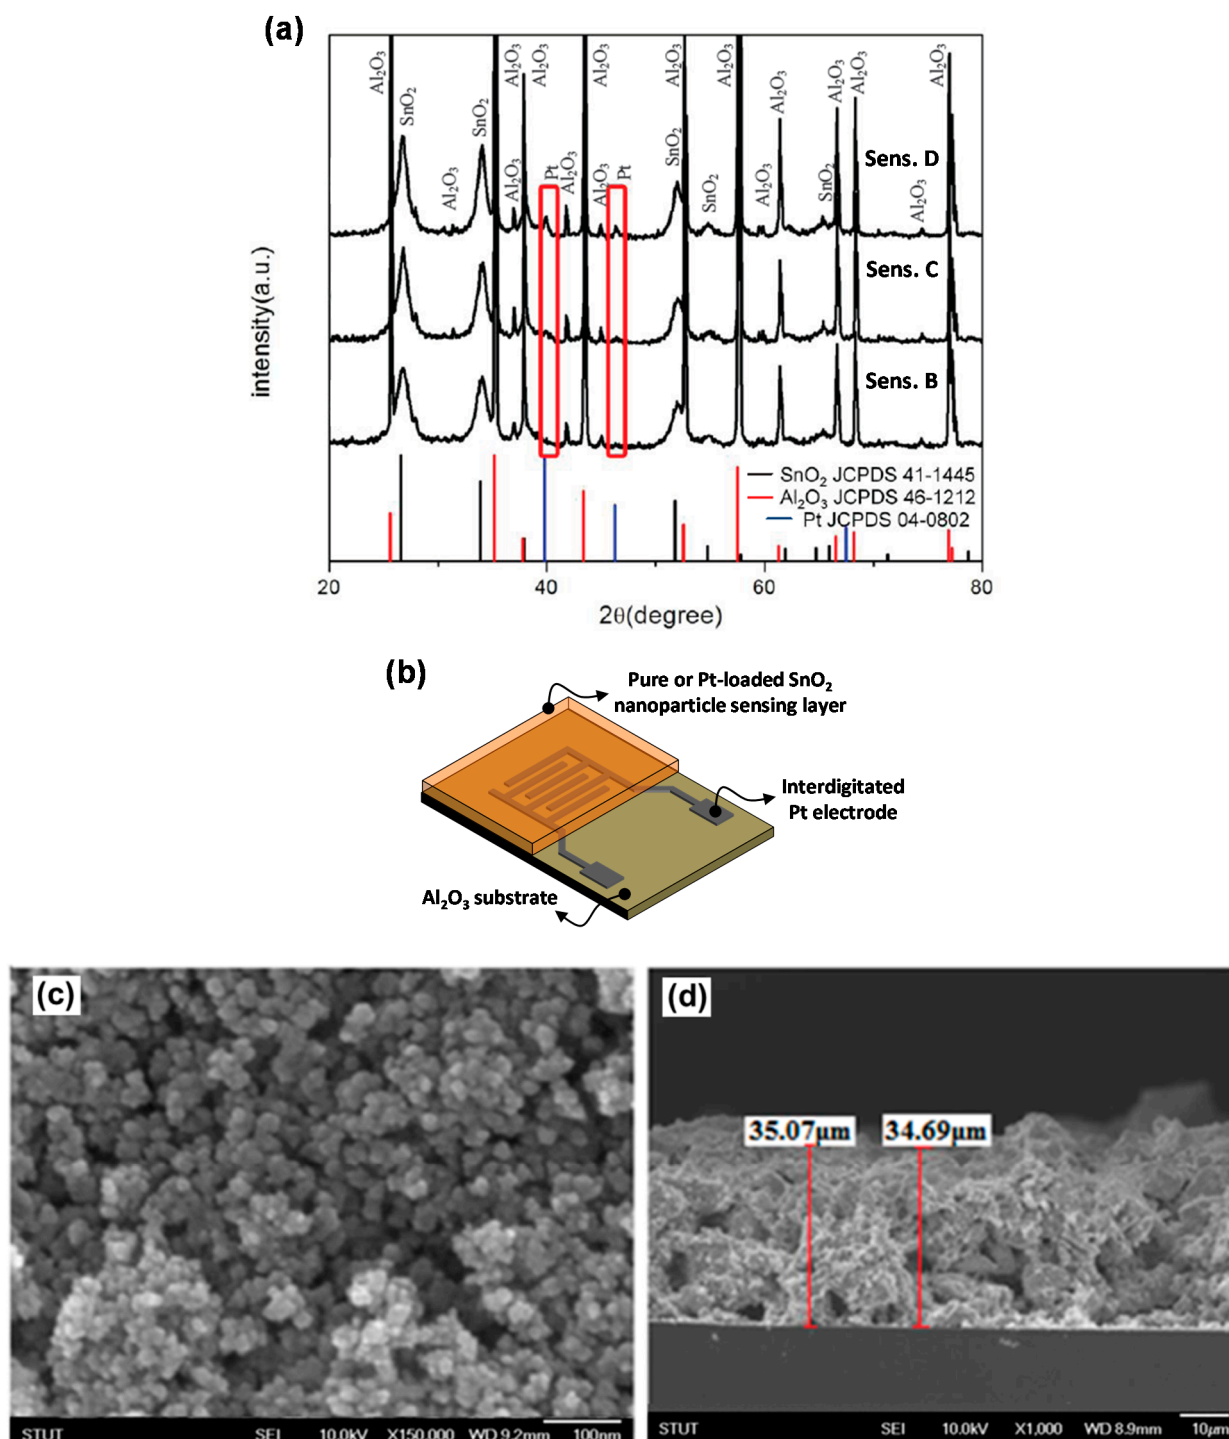 (a)
Al₂O₃
SnO₂
Al₂O₃
SnO₂
Al₂O₃
Al₂O₃
Al₂O₃
Pt
Al₂O₃
Al₂O₃
Al₂O₃
Pt
Al₂O₃
SnO₂
SnO₂
Al₂O₃
Al₂O₃
Al₂O₃
SnO₂
Al₂O₃
Al₂O₃
Al₂O₃
Al₂O₃
Sens. D
Sens. C
Sens. B
SnO₂ JCPDS 41-1445
Al₂O₃ JCPDS 46-1212
Pt JCPDS 04-0802
intensity(a.u.)
20 40 60 80
2θ(degree)
(b)
Pure or Pt-loaded SnO₂
nanoparticle sensing layer
Interdigitated
Pt electrode
Al₂O₃ substrate
(c)
STUT SEI 10.0kV X150,000 WD 9.2mm 100nm
(d)
35.07μm 34.69μm
STUT SEI 10.0kV X1,000 WD 8.9mm 10μm